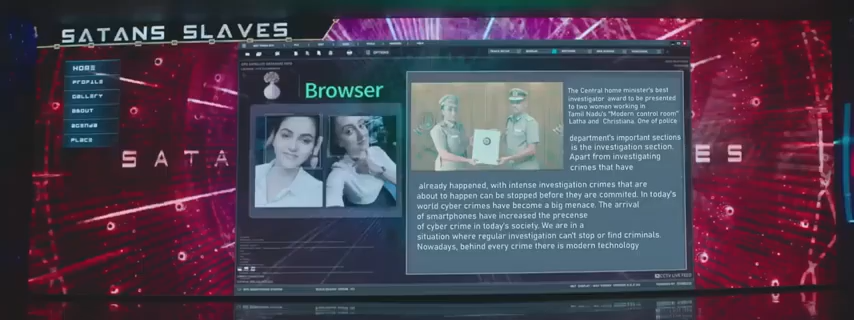 SATANS SLAVES
HOME
PROFILE
GALLERY
ABOUT
AGENDA
PLACE
SATA
ES
OPTIONS
Browser
The Central home minister's best
investigator award to be presented
to two women working in
Tamil Nadu's "Modern control room"
Latha and Christiana. One of police
department's important sections
is the investigation section.
Apart from investigating
crimes that have
already happened, with intense investigation crimes that are
about to happen can be stopped before they are commited. In today's
world cyber crimes have become a big menace. The arrival
of smartphones have increased the precense
of cyber crime in today's society. We are in a
situation where regular investigation can't stop or find criminals.
Nowadays, behind every crime there is modern technology
CCTV-LIVE FEED